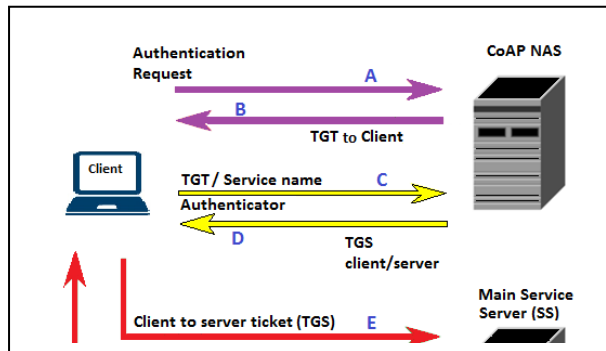 Authentication
Request
A
CoAP NAS
B
TGT to Client
Client
TGT / Service name
C
Authenticator
D
TGS
client/server
Main Service
Server (SS)
Client to server ticket (TGS)
E